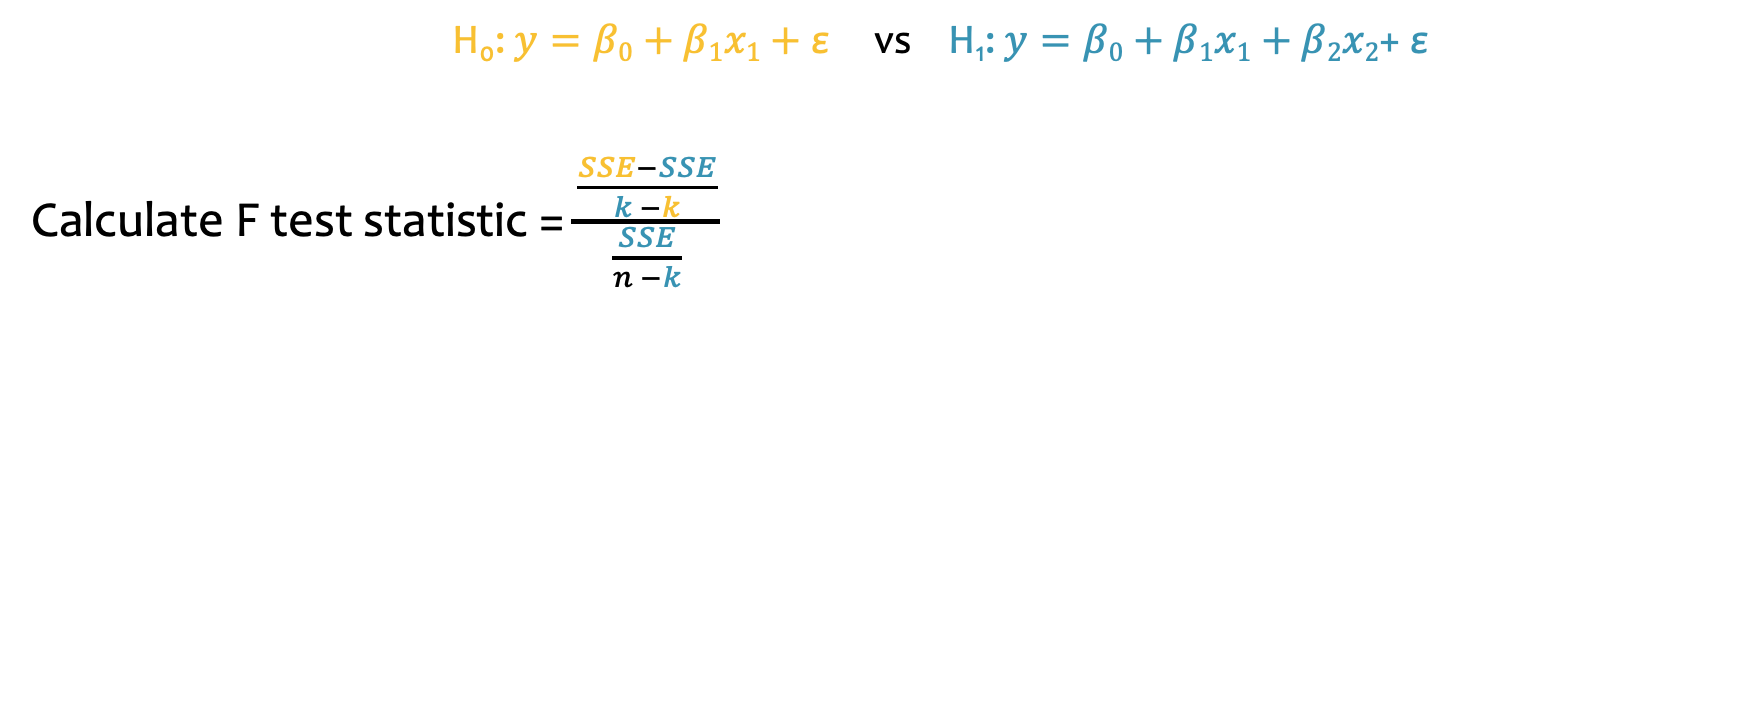 H₀: 𝑦 = 𝛽₀ + 𝛽₁𝑥₁ + ε vs H₁: 𝑦 = 𝛽₀ + 𝛽₁𝑥₁ + 𝛽₂𝑥₂+ ε
𝑆𝑆𝐸−𝑆𝑆𝐸
𝑘 −𝑘
Calculate F test statistic =
𝑆𝑆𝐸
𝑛 −𝑘